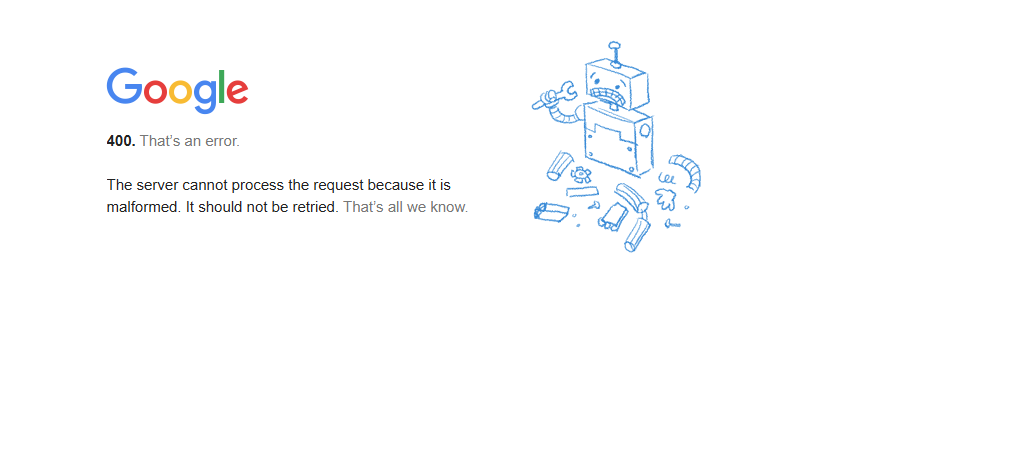 Google
400. That's an error.
The server cannot process the request because it is
malformed. It should not be retried. That's all we know.